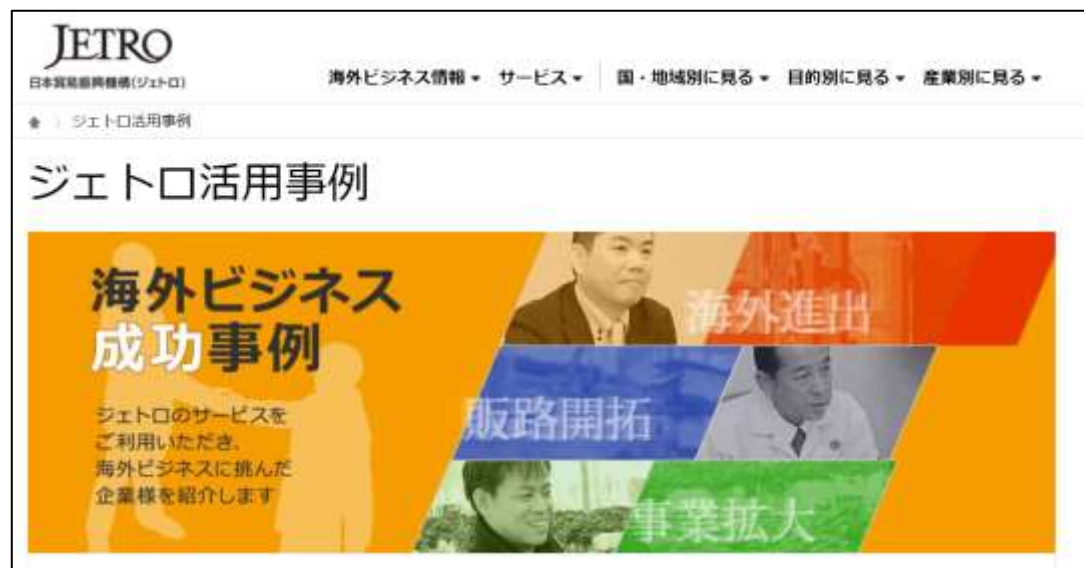 JETRO
日本貿易振興機構(ジェトロ)
海外ビジネス情報 サービス 国・地域別に見る 目的別に見る 産業別に見る
ジェトロ活用事例
ジェトロ活用事例
海外ビジネス
成功事例
ジェトロのサービスを
ご利用いただき、
海外ビジネスに挑んだ
企業様を紹介します
海外進出
販路開拓
事業拡大